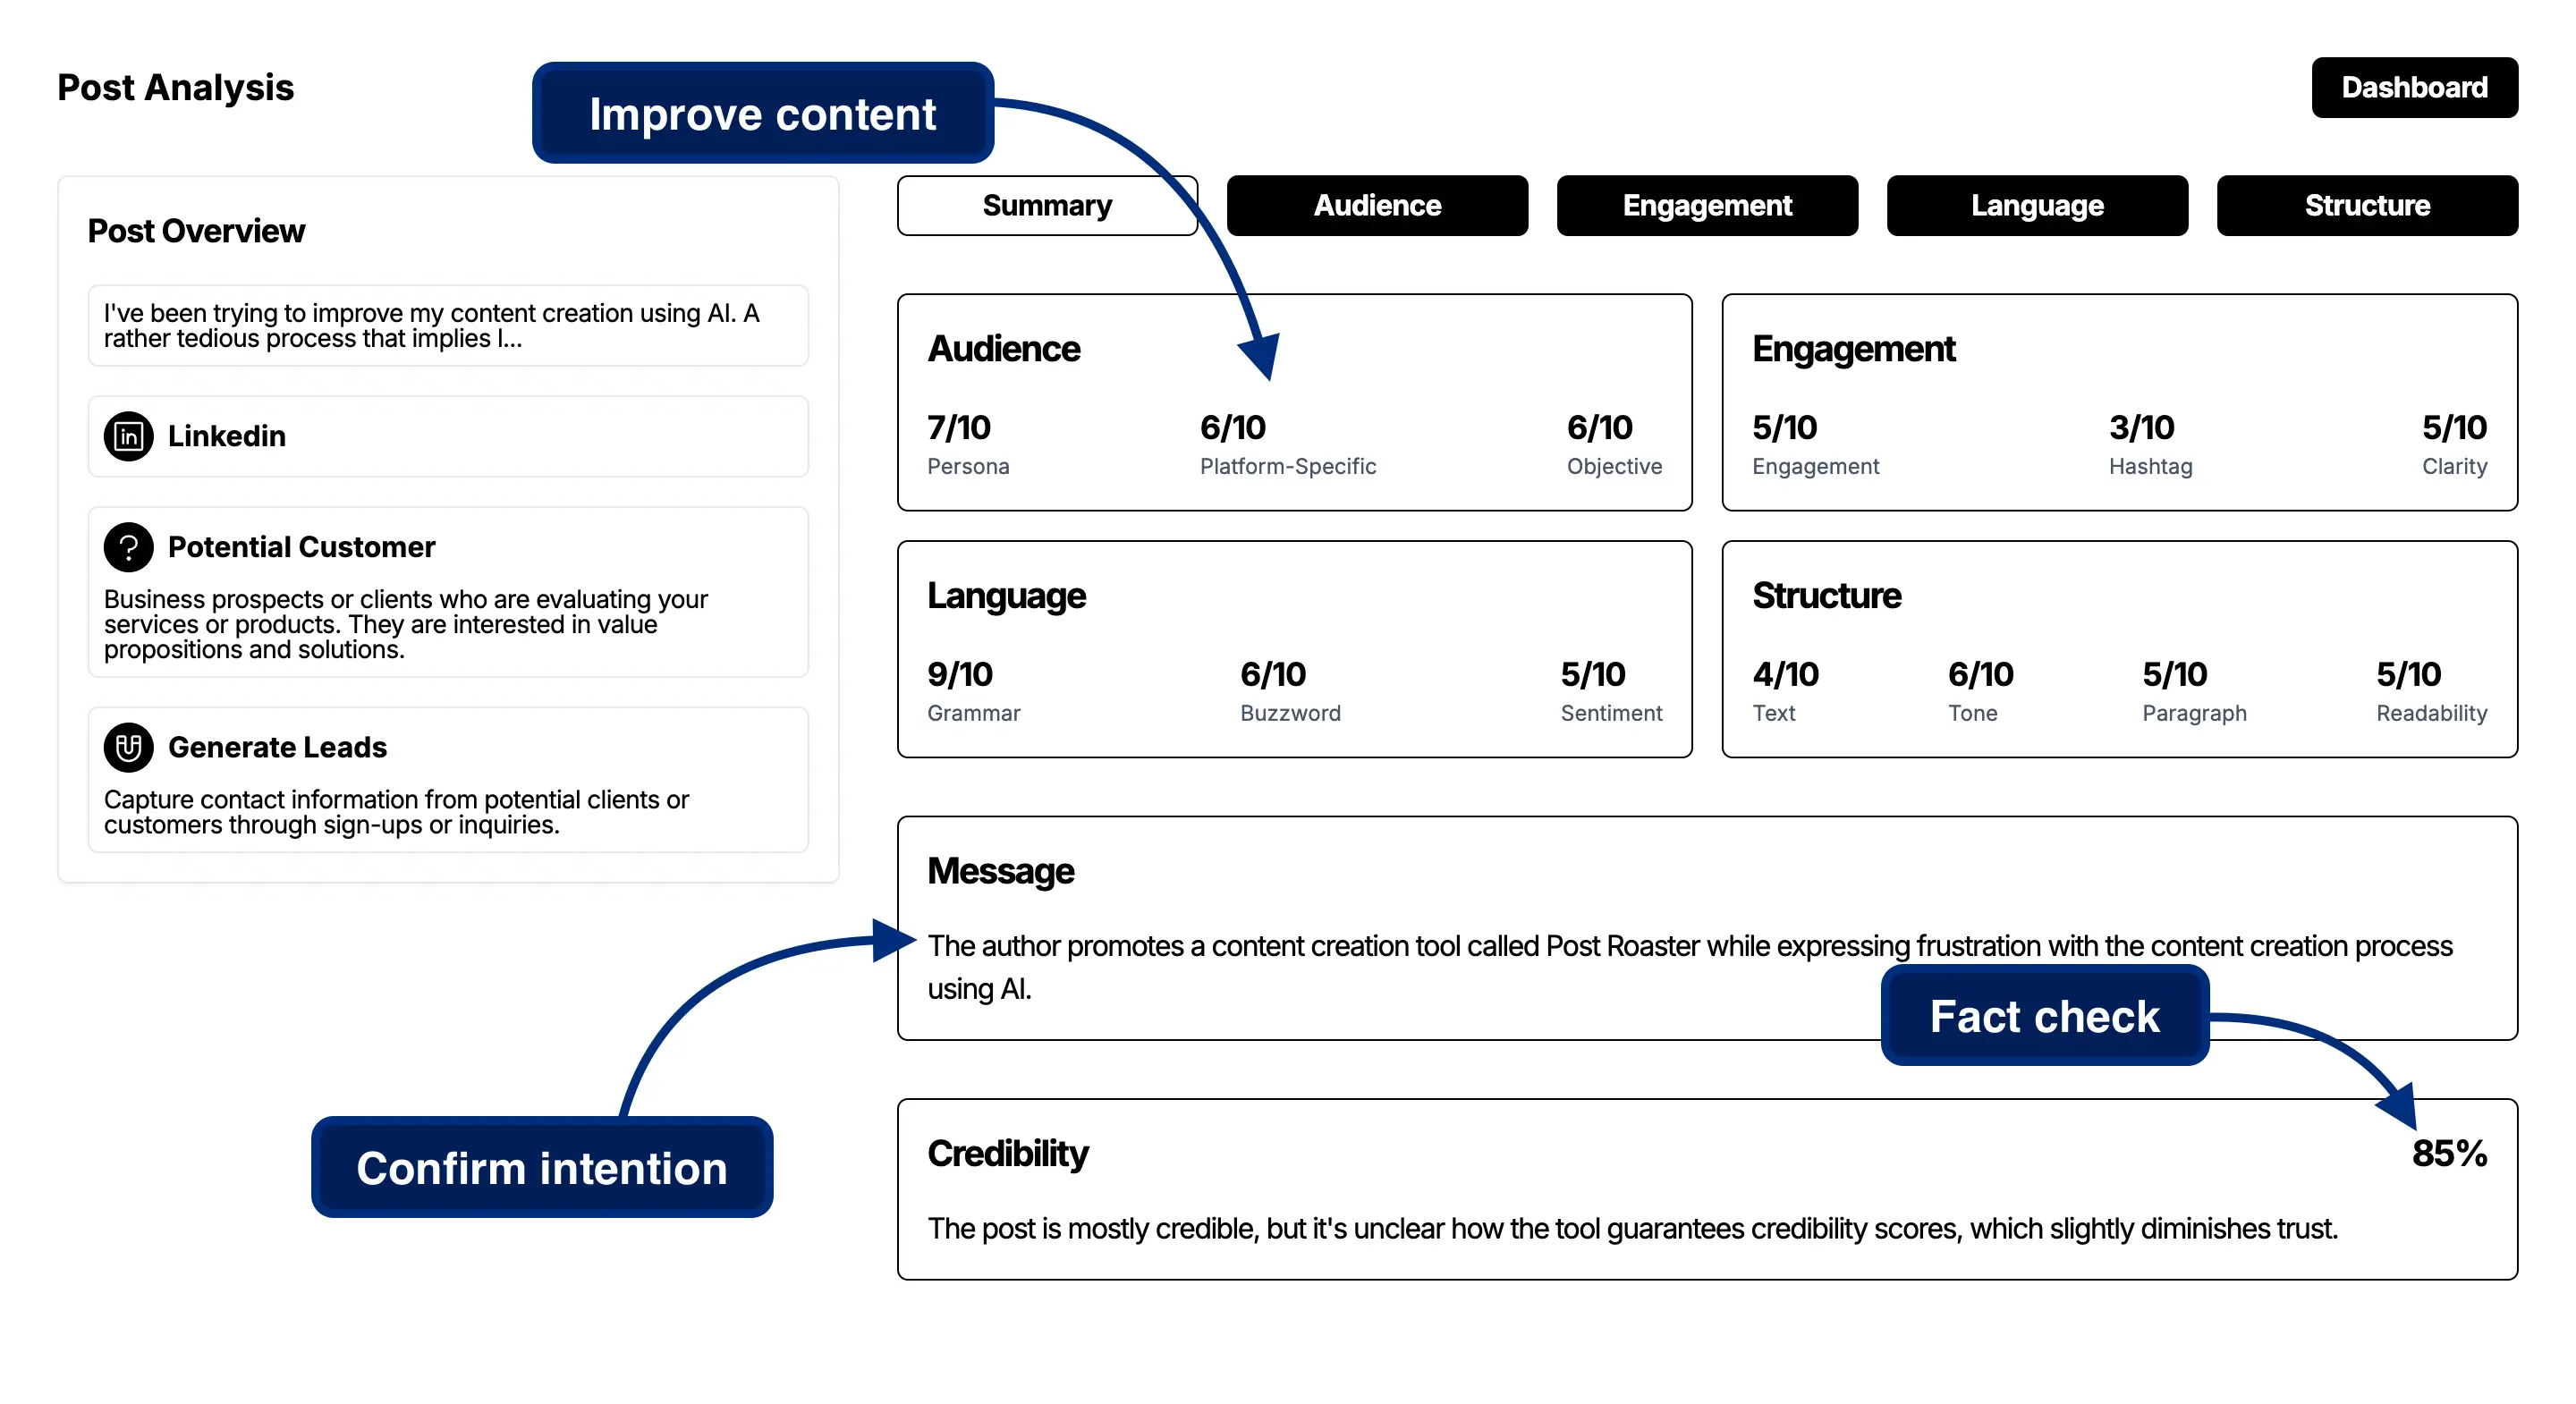 Post Analysis
Improve content
Dashboard
Post Overview
I've been trying to improve my content creation using AI. A
rather tedious process that implies I...
Linkedin
Potential Customer
Business prospects or clients who are evaluating your
services or products. They are interested in value
propositions and solutions.
Generate Leads
Capture contact information from potential clients or
customers through sign-ups or inquiries.
Confirm intention
Summary
Audience
Engagement
Language
Structure
Audience
7/10
Persona
6/10
Platform-Specific
6/10
Objective
Engagement
5/10
Engagement
3/10
Hashtag
5/10
Clarity
Language
9/10
Grammar
6/10
Buzzword
5/10
Sentiment
Structure
4/10
Text
6/10
Tone
5/10
Paragraph
5/10
Readability
Message
The author promotes a content creation tool called Post Roaster while expressing frustration with the content creation process
using AI.
Fact check
Credibility
85%
The post is mostly credible, but it's unclear how the tool guarantees credibility scores, which slightly diminishes trust.